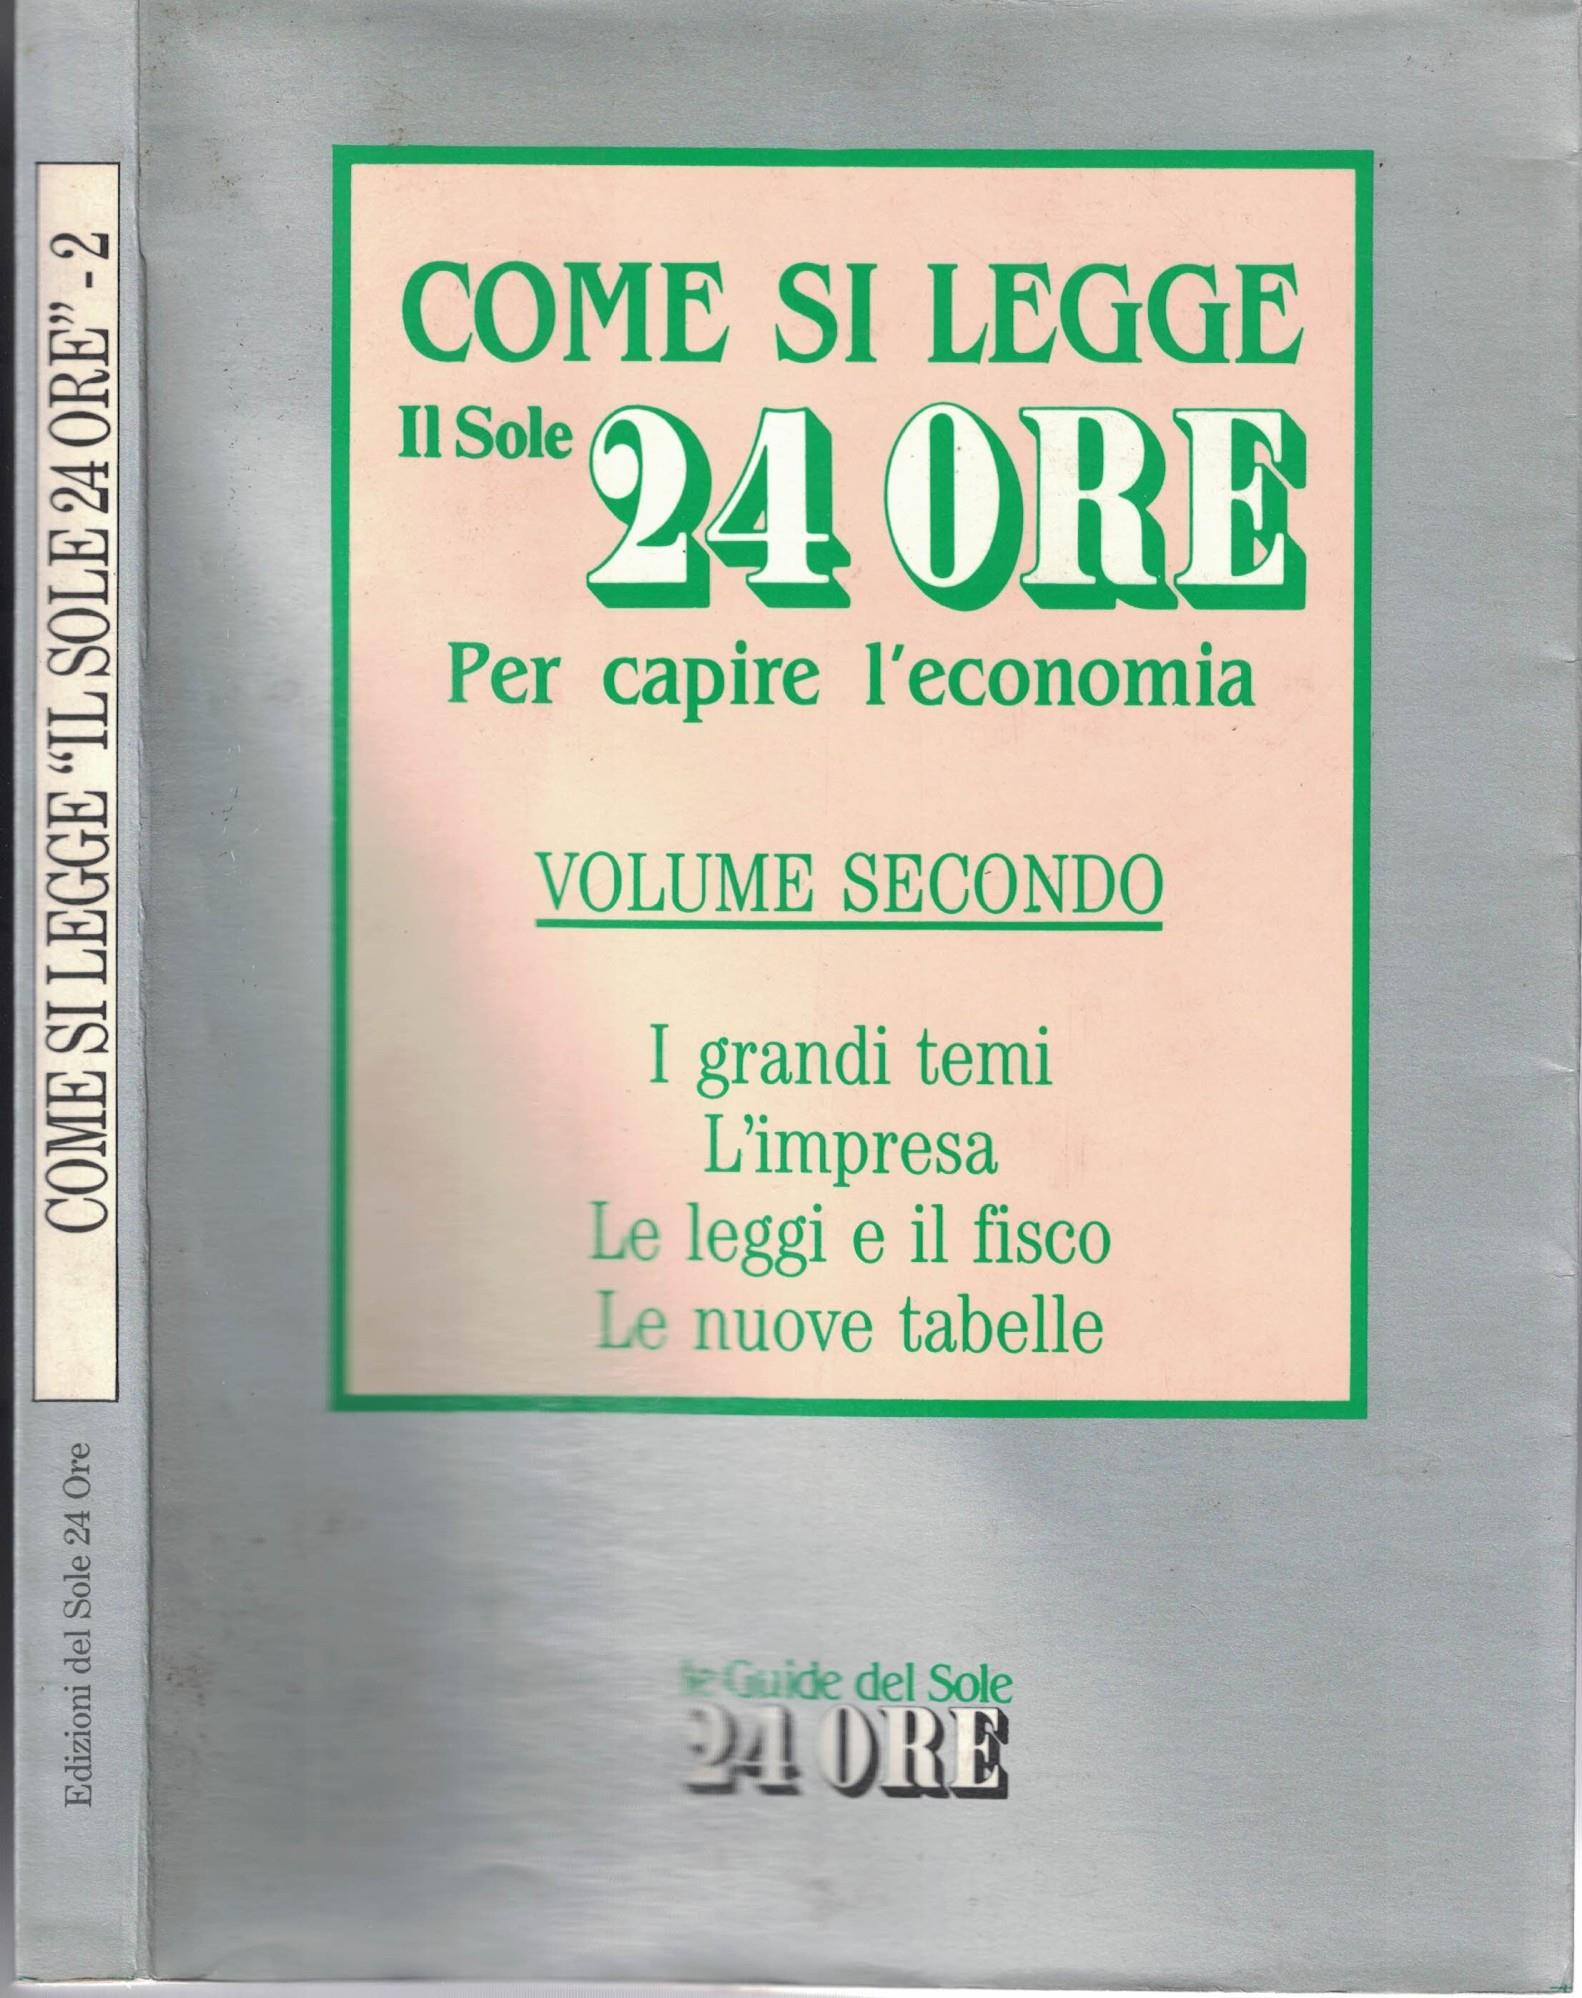 COME SI LEGGE "IL SOLE 24 ORE" - 2
Edizioni del Sole 24 Ore
COME SI LEGGE
Il Sole 24 ORE
Per capire l'economia
VOLUME SECONDO
I grandi temi
L'impresa
Le leggi e il fisco
Le nuove tabelle
le Guide del Sole
24 ORE